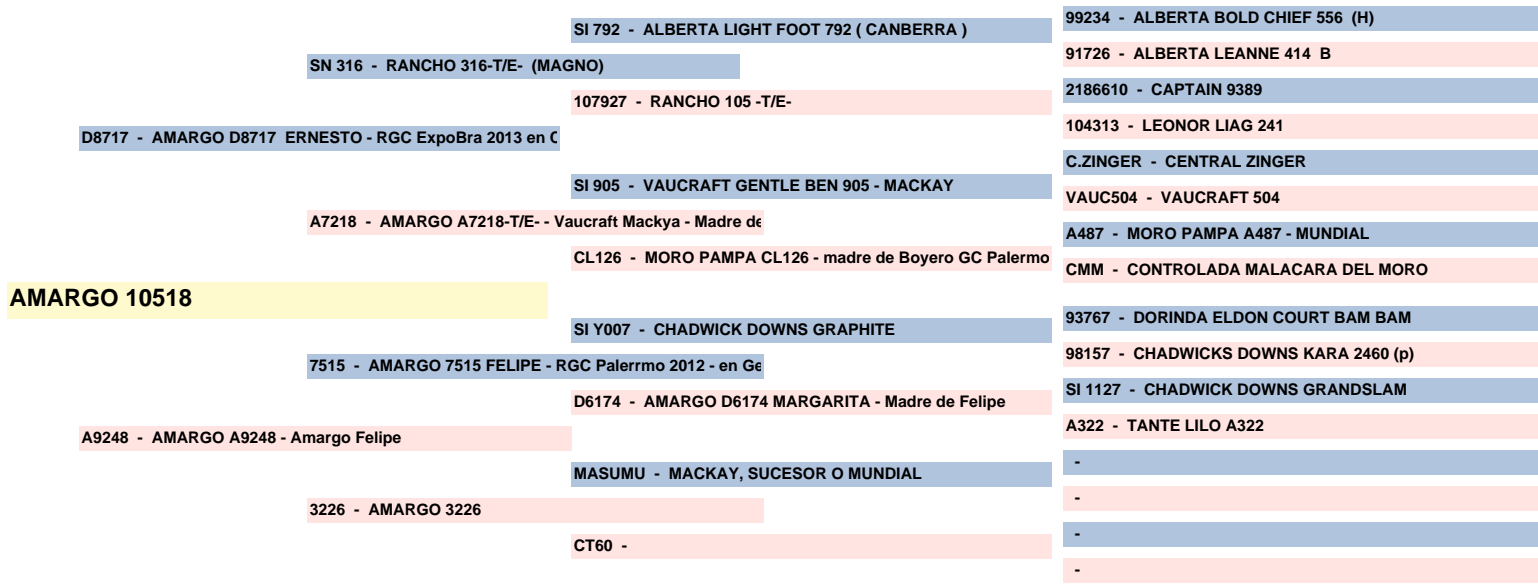 SI 792 - ALBERTA LIGHT FOOT 792 ( CANBERRA )
99234 - ALBERTA BOLD CHIEF 556 (H)
91726 - ALBERTA LEANNE 414 B
SN 316 - RANCHO 316-T/E- (MAGNO)
107927 - RANCHO 105 -T/E-
2186610 - CAPTAIN 9389
104313 - LEONOR LIAG 241
D8717 - AMARGO D8717 ERNESTO - RGC ExpoBra 2013 en C
SI 905 - VAUCRAFT GENTLE BEN 905 - MACKAY
C.ZINGER - CENTRAL ZINGER
VAUC504 - VAUCRAFT 504
A7218 - AMARGO A7218-T/E- - Vaucraft Mackya - Madre de
CL126 - MORO PAMPA CL126 - madre de Boyero GC Palermo
A487 - MORO PAMPA A487 - MUNDIAL
CMM - CONTROLADA MALACARA DEL MORO
AMARGO 10518
SI Y007 - CHADWICK DOWNS GRAPHITE
93767 - DORINDA ELDON COURT BAM BAM
98157 - CHADWICKS DOWNS KARA 2460 (p)
7515 - AMARGO 7515 FELIPE - RGC Palerrmo 2012 - en Ge
D6174 - AMARGO D6174 MARGARITA - Madre de Felipe
SI 1127 - CHADWICK DOWNS GRANDSLAM
A322 - TANTE LILO A322
A9248 - AMARGO A9248 - Amargo Felipe
MASUMU - MACKAY, SUCESOR O MUNDIAL
-
-
3226 - AMARGO 3226
CT60 -
-
-